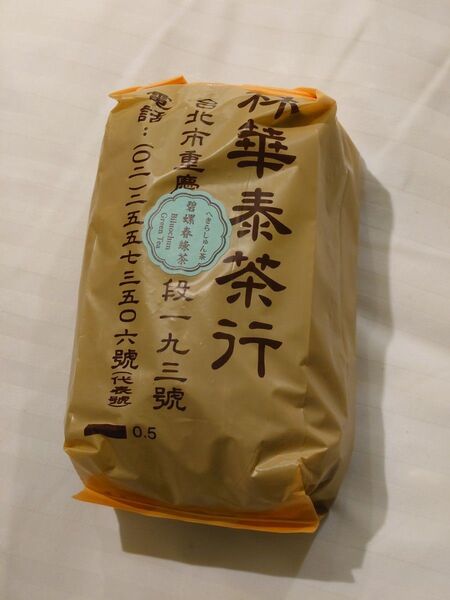 林華泰茶行
台北市重慶
段一九三號
電話:(〇二)二五五七三五〇六號(代表號)
へきらしゅん茶
碧螺春綠茶
Biluochun
Green Tea
0.5